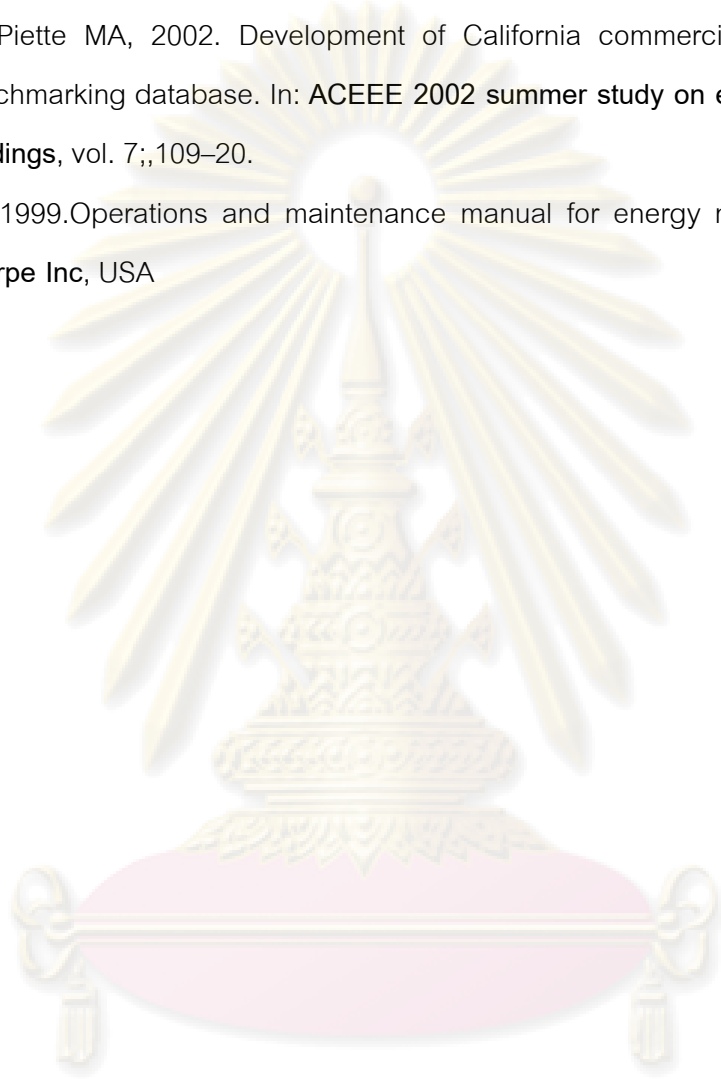 Piette MA, 2002. Development of California commerci
chmarking database. In: ACEEE 2002 summer study on e
dings, vol. 7;,109–20.
1999.Operations and maintenance manual for energy
rpe Inc, USA